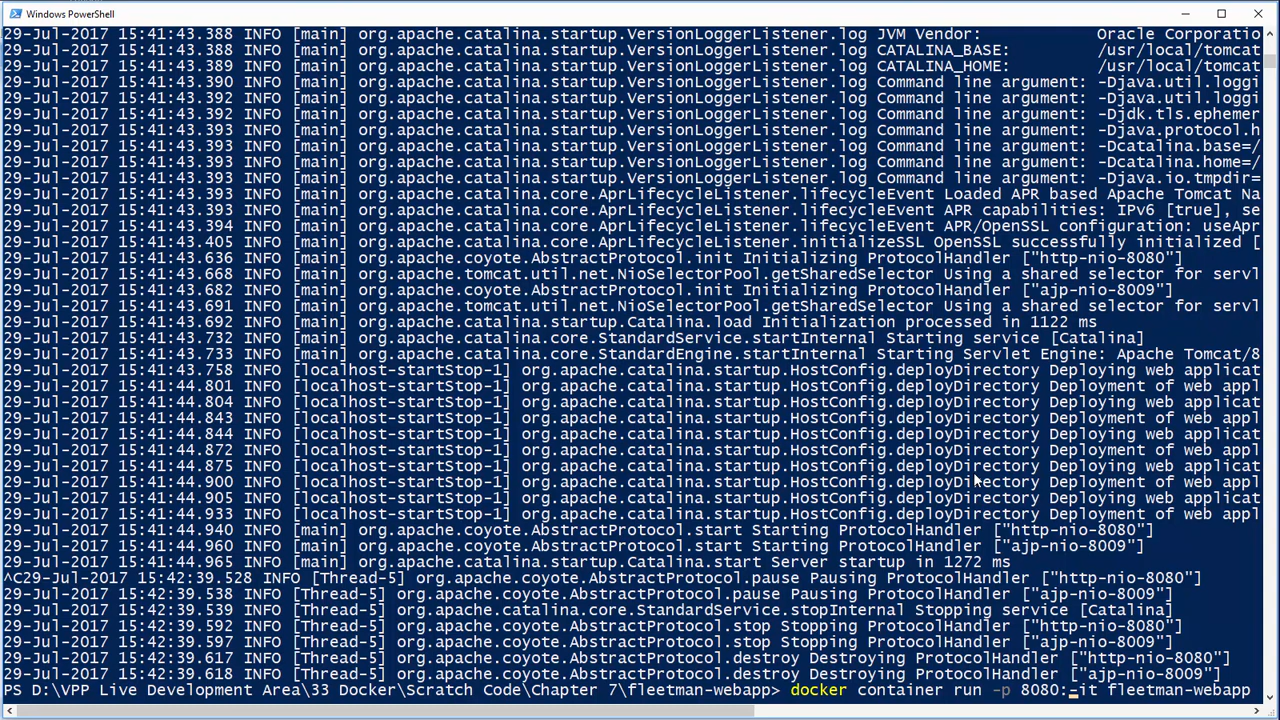 Windows PowerShell
29-Jul-2017 15:41:43.388 INFO [main] org.apache.catalina.startup.VersionLoggerListener.log JVM Vendor: Oracle Corporatio
29-Jul-2017 15:41:43.388 INFO [main] org.apache.catalina.startup.VersionLoggerListener.log CATALINA_BASE: /usr/local/tomcat
29-Jul-2017 15:41:43.389 INFO [main] org.apache.catalina.startup.VersionLoggerListener.log CATALINA_HOME: /usr/local/tomcat
29-Jul-2017 15:41:43.390 INFO [main] org.apache.catalina.startup.VersionLoggerListener.log Command line argument: -Djava.util.loggi
29-Jul-2017 15:41:43.392 INFO [main] org.apache.catalina.startup.VersionLoggerListener.log Command line argument: -Djava.util.loggi
29-Jul-2017 15:41:43.392 INFO [main] org.apache.catalina.startup.VersionLoggerListener.log Command line argument: -Djdk.tls.ephemer
29-Jul-2017 15:41:43.393 INFO [main] org.apache.catalina.startup.VersionLoggerListener.log Command line argument: -Djava.protocol.h
29-Jul-2017 15:41:43.393 INFO [main] org.apache.catalina.startup.VersionLoggerListener.log Command line argument: -Dcatalina.base=/
29-Jul-2017 15:41:43.393 INFO [main] org.apache.catalina.startup.VersionLoggerListener.log Command line argument: -Dcatalina.home=/
29-Jul-2017 15:41:43.393 INFO [main] org.apache.catalina.startup.VersionLoggerListener.log Command line argument: -Djava.io.tmpdir=
29-Jul-2017 15:41:43.393 INFO [main] org.apache.catalina.core.AprLifecycleListener.lifecycleEvent Loaded APR based Apache Tomcat Na
29-Jul-2017 15:41:43.393 INFO [main] org.apache.catalina.core.AprLifecycleListener.lifecycleEvent APR capabilities: IPv6 [true], se
29-Jul-2017 15:41:43.394 INFO [main] org.apache.catalina.core.AprLifecycleListener.lifecycleEvent APR/OpenSSL configuration: useApr
29-Jul-2017 15:41:43.405 INFO [main] org.apache.catalina.core.AprLifecycleListener.initializeSSL OpenSSL successfully initialized [
29-Jul-2017 15:41:43.636 INFO [main] org.apache.coyote.AbstractProtocol.init Initializing ProtocolHandler ["http-nio-8080"]
29-Jul-2017 15:41:43.668 INFO [main] org.apache.tomcat.util.net.NioSelectorPool.getSharedSelector Using a shared selector for servl
29-Jul-2017 15:41:43.682 INFO [main] org.apache.coyote.AbstractProtocol.init Initializing ProtocolHandler ["ajp-nio-8009"]
29-Jul-2017 15:41:43.691 INFO [main] org.apache.tomcat.util.net.NioSelectorPool.getSharedSelector Using a shared selector for servl
29-Jul-2017 15:41:43.692 INFO [main] org.apache.catalina.startup.Catalina.load Initialization processed in 1122 ms
29-Jul-2017 15:41:43.732 INFO [main] org.apache.catalina.core.StandardService.startInternal Starting service [Catalina]
29-Jul-2017 15:41:43.733 INFO [main] org.apache.catalina.core.StandardEngine.startInternal Starting Servlet Engine: Apache Tomcat/8
29-Jul-2017 15:41:43.758 INFO [localhost-startStop-1] org.apache.catalina.startup.HostConfig.deployDirectory Deploying web applicat
29-Jul-2017 15:41:44.801 INFO [localhost-startStop-1] org.apache.catalina.startup.HostConfig.deployDirectory Deployment of web appl
29-Jul-2017 15:41:44.804 INFO [localhost-startStop-1] org.apache.catalina.startup.HostConfig.deployDirectory Deploying web applicat
29-Jul-2017 15:41:44.843 INFO [localhost-startStop-1] org.apache.catalina.startup.HostConfig.deployDirectory Deployment of web appl
29-Jul-2017 15:41:44.844 INFO [localhost-startStop-1] org.apache.catalina.startup.HostConfig.deployDirectory Deploying web applicat
29-Jul-2017 15:41:44.872 INFO [localhost-startStop-1] org.apache.catalina.startup.HostConfig.deployDirectory Deployment of web appl
29-Jul-2017 15:41:44.875 INFO [localhost-startStop-1] org.apache.catalina.startup.HostConfig.deployDirectory Deploying web applicat
29-Jul-2017 15:41:44.900 INFO [localhost-startStop-1] org.apache.catalina.startup.HostConfig.deployDirectory Deployment of web appl
29-Jul-2017 15:41:44.905 INFO [localhost-startStop-1] org.apache.catalina.startup.HostConfig.deployDirectory Deploying web applicat
29-Jul-2017 15:41:44.933 INFO [localhost-startStop-1] org.apache.catalina.startup.HostConfig.deployDirectory Deployment of web appl
29-Jul-2017 15:41:44.940 INFO [main] org.apache.coyote.AbstractProtocol.start Starting ProtocolHandler ["http-nio-8080"]
29-Jul-2017 15:41:44.960 INFO [main] org.apache.coyote.AbstractProtocol.start Starting ProtocolHandler ["ajp-nio-8009"]
29-Jul-2017 15:41:44.965 INFO [main] org.apache.catalina.startup.Catalina.start Server startup in 1272 ms
^C29-Jul-2017 15:42:39.528 INFO [Thread-5] org.apache.coyote.AbstractProtocol.pause Pausing ProtocolHandler ["http-nio-8080"]
29-Jul-2017 15:42:39.538 INFO [Thread-5] org.apache.coyote.AbstractProtocol.pause Pausing ProtocolHandler ["ajp-nio-8009"]
29-Jul-2017 15:42:39.539 INFO [Thread-5] org.apache.catalina.core.StandardService.stopInternal Stopping service [Catalina]
29-Jul-2017 15:42:39.592 INFO [Thread-5] org.apache.coyote.AbstractProtocol.stop Stopping ProtocolHandler ["http-nio-8080"]
29-Jul-2017 15:42:39.597 INFO [Thread-5] org.apache.coyote.AbstractProtocol.stop Stopping ProtocolHandler ["ajp-nio-8009"]
29-Jul-2017 15:42:39.617 INFO [Thread-5] org.apache.coyote.AbstractProtocol.destroy Destroying ProtocolHandler ["http-nio-8080"]
29-Jul-2017 15:42:39.618 INFO [Thread-5] org.apache.coyote.AbstractProtocol.destroy Destroying ProtocolHandler ["ajp-nio-8009"]
PS D:\VPP Live Development Area\33 Docker\Scratch Code\Chapter 7\fleetman-webapp> docker container run -p 8080:-it fleetman-webapp